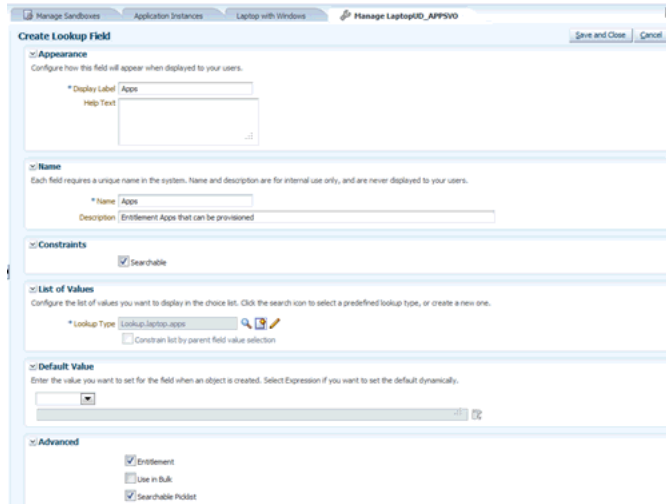 Manage Sandboxes
Application Instances
Laptop with Windows
Manage LaptopUD_APPSVO
Create Lookup Field
Save and Close
Cancel
Appearance
Configure how this field will appear when displayed to your users.
* Display Label Apps
Help Text
Name
Each field requires a unique name in the system. Name and description are for internal use only, and are never displayed to your users.
* Name Apps
Description Entitlement Apps that can be provisioned
Constraints
Searchable
List of Values
Configure the list of values you want to display in the choice list. Click the search icon to select a predefined lookup type, or create a new one.
* Lookup Type Lookup.laptop.apps
Constrain list by parent field value selection
Default Value
Enter the value you want to set for the field when an object is created. Select Expression if you want to set the default dynamically.
Advanced
Entitlement
Use in Bulk
Searchable Picklist